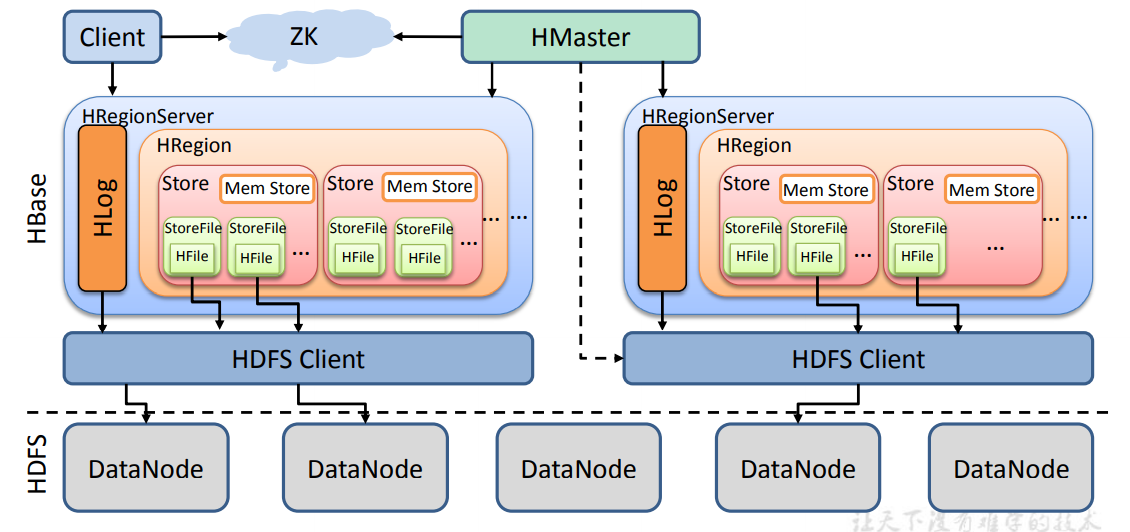 Client
ZK
HMaster
HBase
HRegionServer
HLog
HRegion
Store
Mem Store
StoreFile
HFile
StoreFile
HFile
...
Store
Mem Store
StoreFile
HFile
StoreFile
HFile
...
...
...
HRegionServer
HLog
HRegion
Store
Mem Store
StoreFile
HFile
StoreFile
HFile
...
Store
Mem Store
StoreFile
HFile
...
...
...
HDFS Client
HDFS Client
HDFS
DataNode
DataNode
DataNode
DataNode
DataNode
让天下没有难学的技术